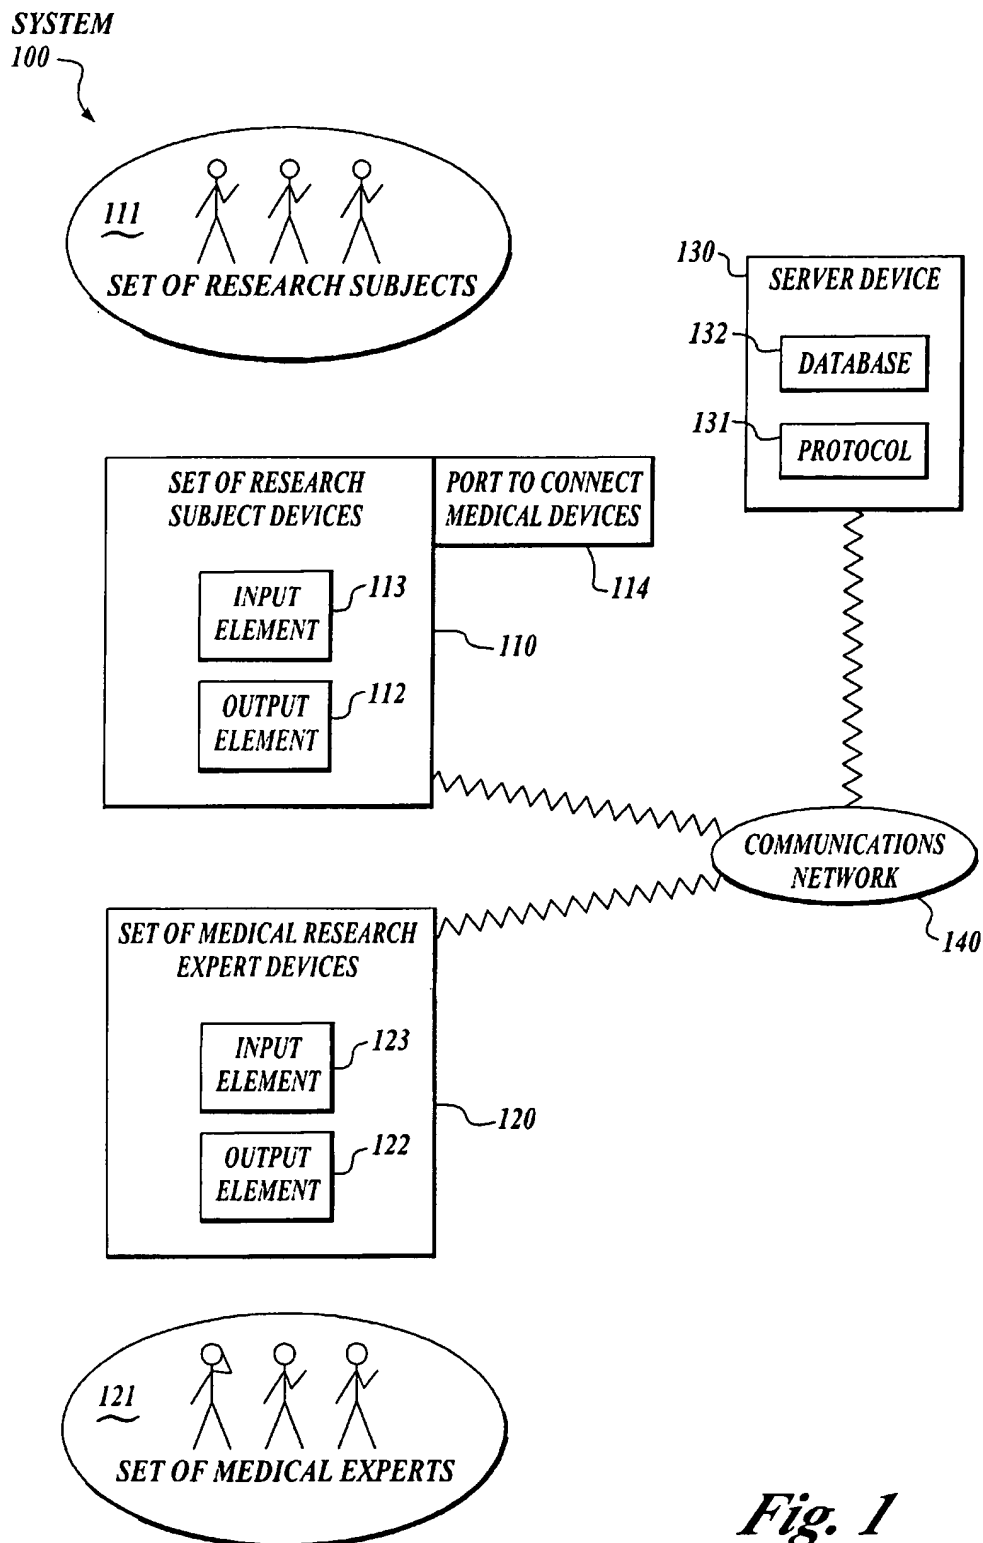 SYSTEM
100
111
SET OF RESEARCH SUBJECTS
130
SERVER DEVICE
132
DATABASE
131
PROTOCOL
SET OF RESEARCH
SUBJECT DEVICES
PORT TO CONNECT
MEDICAL DEVICES
114
INPUT
ELEMENT
113
110
OUTPUT
ELEMENT
112
COMMUNICATIONS
NETWORK
140
SET OF MEDICAL RESEARCH
EXPERT DEVICES
INPUT
ELEMENT
123
120
OUTPUT
ELEMENT
122
121
SET OF MEDICAL EXPERTS
Fig. 1